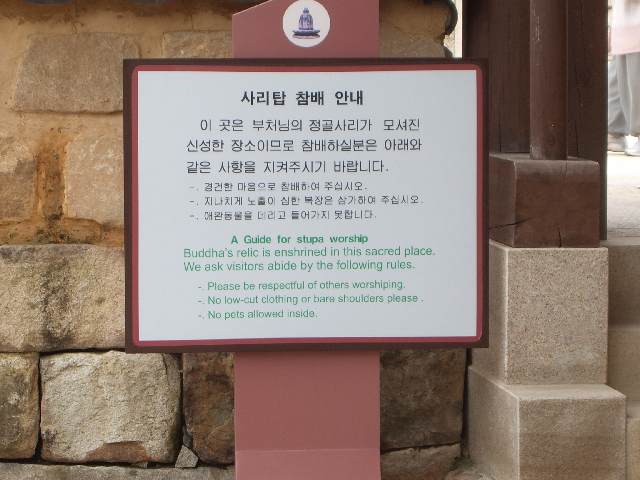 사리탑 참배 안내
이 곳은 부처님의 정골사리가 모셔진
신성한 장소이므로 참배하실분은 아래와
같은 사항을 지켜주시기 바랍니다.
-. 경건한 마음으로 참배하여 주십시오.
-. 지나치게 노출이 심한 복장은 삼가하여 주십시오.
-. 애완동물을 데리고 들어가지 못합니다.
A Guide for stupa worship
Buddha's relic is enshrined in this sacred place.
We ask visitors abide by the following rules.
-. Please be respectful of others worshiping.
-. No low-cut clothing or bare shoulders please .
-. No pets allowed inside.